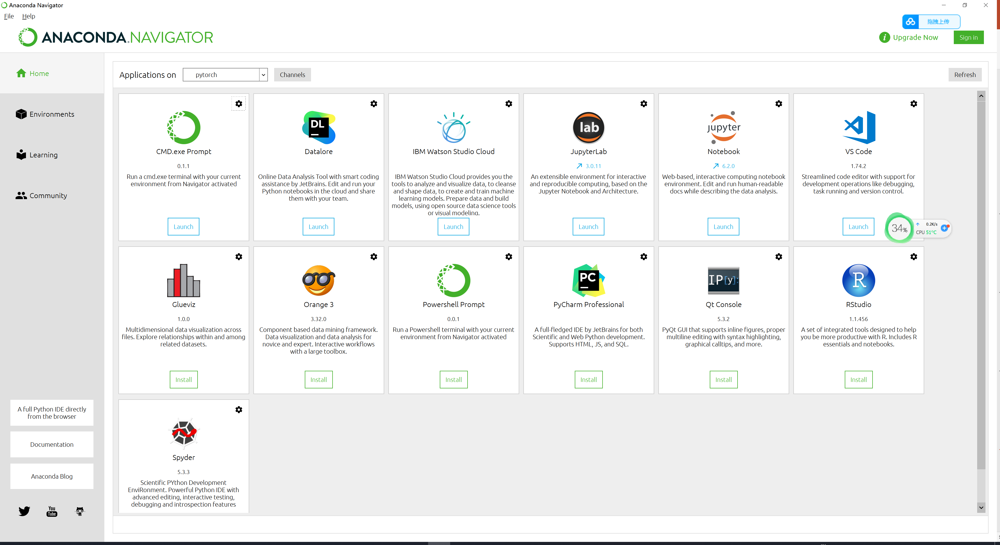 Anaconda Navigator
File Help
拖拽上传
ANACONDA.NAVIGATOR
Upgrade Now
Sign in
Home
Environments
Learning
Community
A full Python IDE directly
from the browser
Documentation
Anaconda Blog
You
Tube
Applications on
pytorch
Channels
Refresh
CMD.exe Prompt
0.1.1
Run a cmd.exe terminal with your current
environment from Navigator activated
Launch
DL
Datalore
Online Data Analysis Tool with smart coding
assistance by JetBrains. Edit and run your
Python notebooks in the cloud and share
them with your team.
Launch
IBM Watson Studio Cloud
IBM Watson Studio Cloud provides you the
tools to analyze and visualize data, to cleanse
and shape data, to create and train machine
learning models. Prepare data and build
models, using open source data science tools
or visual modeling.
Launch
lab
JupyterLab
3.0.11
An extensible environment for interactive
and reproducible computing, based on the
Jupyter Notebook and Architecture.
Launch
jupyter
Notebook
6.2.0
Web-based, interactive computing notebook
environment. Edit and run human-readable
docs while describing the data analysis.
Launch
VS Code
1.74.2
Streamlined code editor with support for
development operations like debugging,
task running and version control.
Launch
34%
0.2K/s
CPU 51°C
Glueviz
1.0.0
Multidimensional data visualization across
files. Explore relationships within and among
related datasets.
Install
Orange 3
3.32.0
Component based data mining framework.
Data visualization and data analysis for
novice and expert. Interactive workflows
with a large toolbox.
Install
Powershell Prompt
0.0.1
Run a Powershell terminal with your current
environment from Navigator activated
Install
PC
PyCharm Professional
A full-fledged IDE by JetBrains for both
Scientific and Web Python development.
Supports HTML, JS, and SQL.
Install
IP[y]:
Qt Console
5.3.2
PyQt GUI that supports inline figures, proper
multiline editing with syntax highlighting,
graphical calltips, and more.
Install
R
RStudio
1.1.456
A set of integrated tools designed to help
you be more productive with R. Includes R
essentials and notebooks.
Install
Spyder
5.3.3
Scientific PYthon Development
EnviRonment. Powerful Python IDE with
advanced editing, interactive testing,
debugging and introspection features